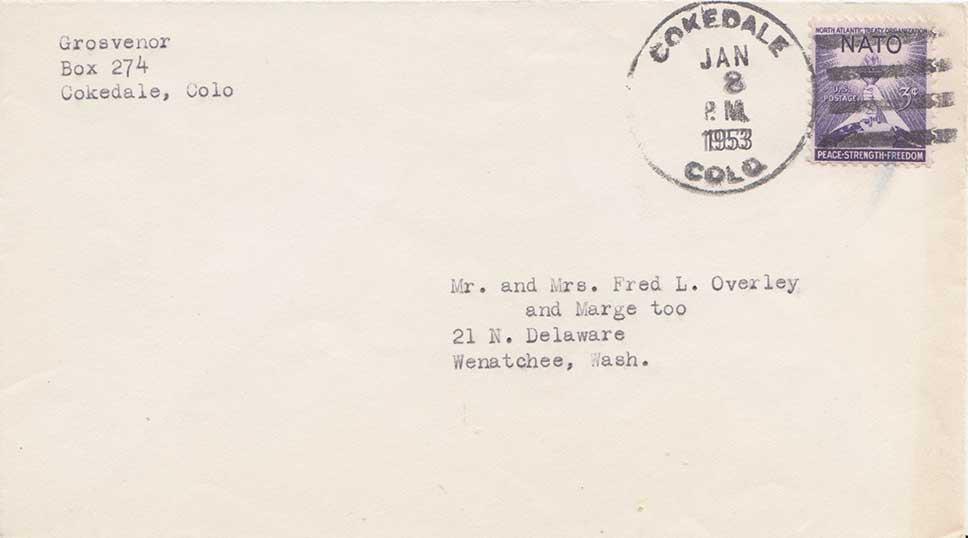 Grosvenor
Box 274
Cokedale, Colo
COKEDALE
JAN
8
P.M.
1953
COLO.
NORTH ATLANTIC TREATY ORGANIZATION
NATO
U.S.
POSTAGE
3¢
PEACE-STRENGTH-FREEDOM
Mr. and Mrs. Fred L. Overley
and Marge too
21 N. Delaware
Wenatchee, Wash.